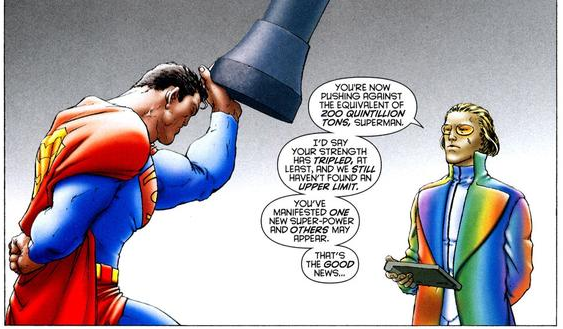 YOU'RE NOW
PUSHING AGAINST
THE EQUIVALENT OF
200 QUINTILLION
TONS, SUPERMAN.
I'D SAY
YOUR STRENGTH
HAS TRIPLED, AT
LEAST, AND WE STILL
HAVEN'T FOUND AN
UPPER LIMIT.
YOU'VE
MANIFESTED ONE
NEW SUPER-POWER
AND OTHERS MAY
APPEAR.
THAT'S
THE GOOD
NEWS...